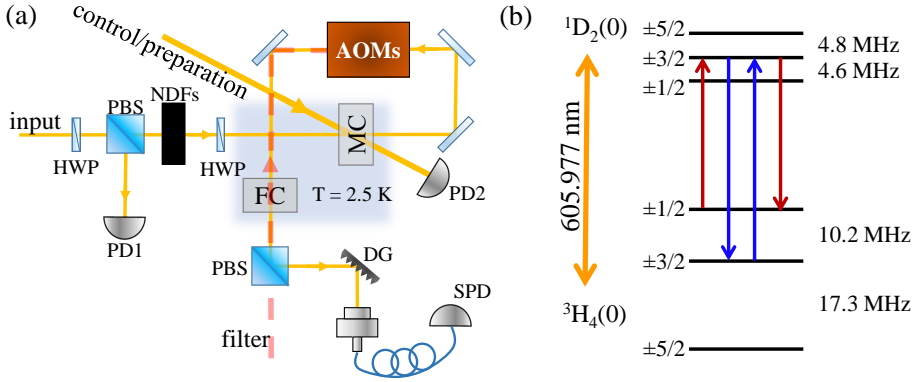 (a)
control/preparation
AOMs
NDFs
PBS
input
HWP
HWP
MC
FC
T = 2.5 K
PD2
PD1
PBS
DG
SPD
filter
(b)
¹D₂(0)
±5/2
4.8 MHz
±3/2
4.6 MHz
±1/2
605.977 nm
±1/2
10.2 MHz
±3/2
³H₄(0)
17.3 MHz
±5/2